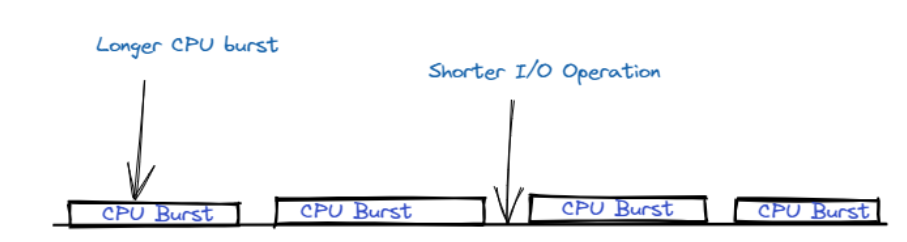 Longer CPU burst
Shorter I/O Operation
CPU Burst
CPU Burst
CPU Burst
CPU Burst